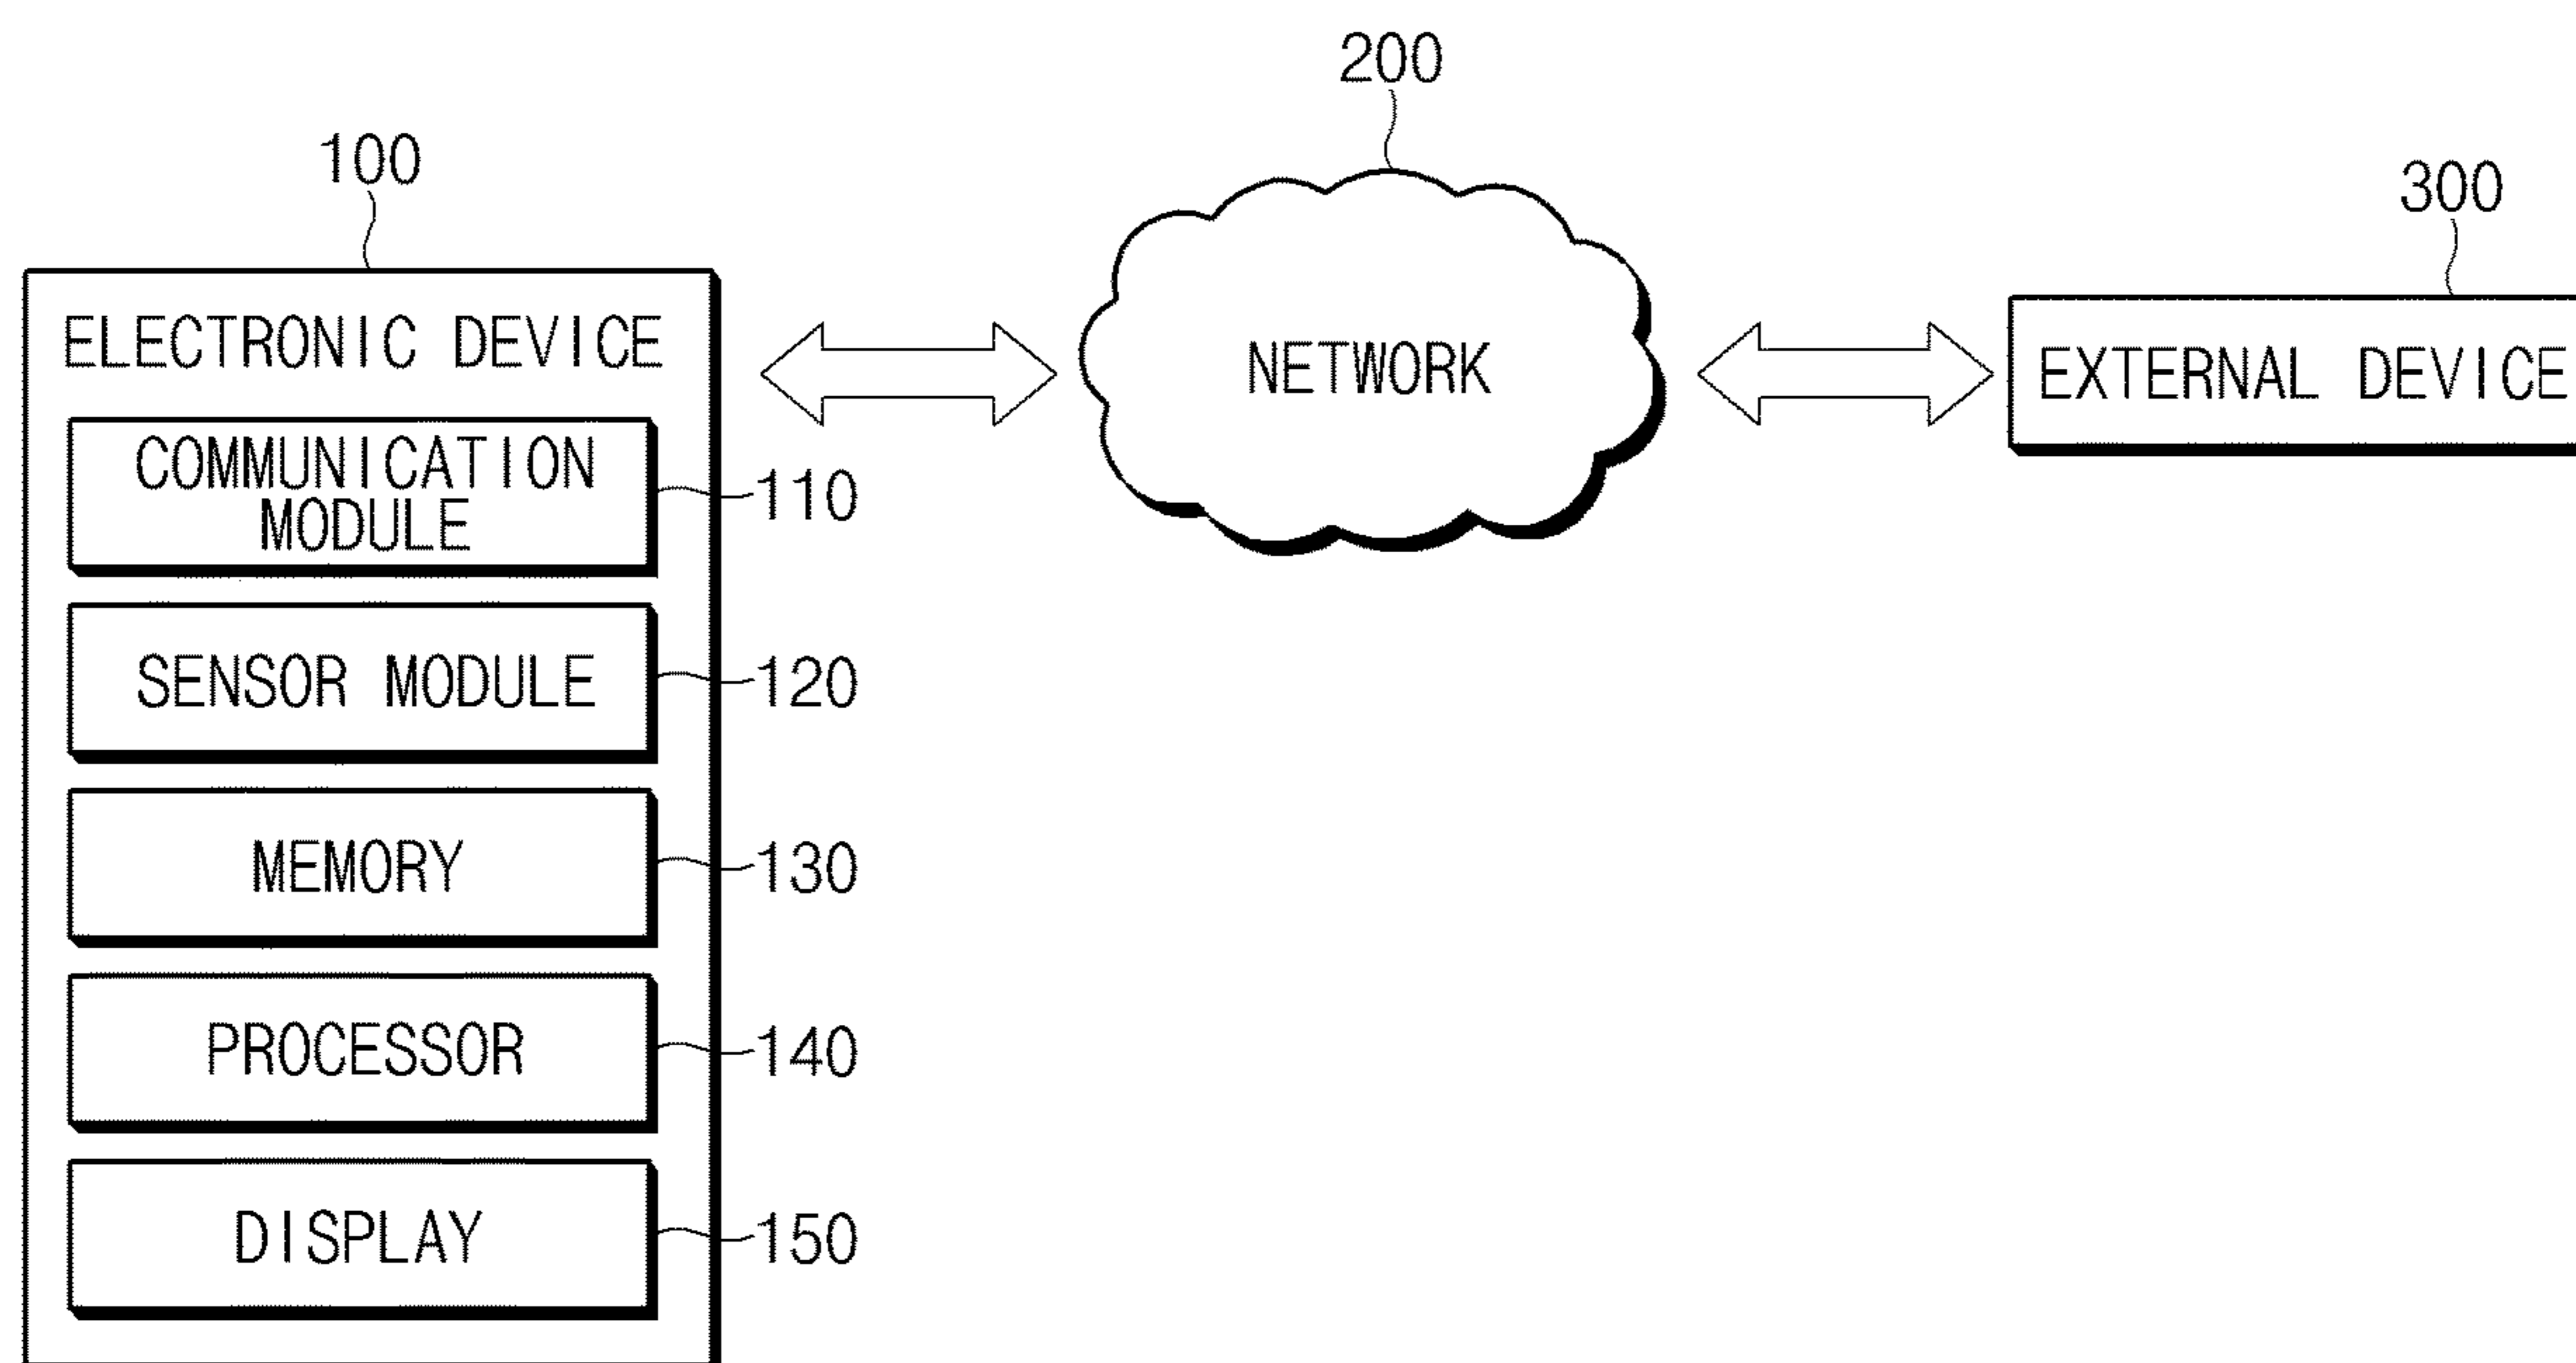 200
100
300
ELECTRONIC DEVICE
NETWORK
EXTERNAL DEVICE
COMMUNICATION
MODULE
110
SENSOR MODULE
120
MEMORY
130
PROCESSOR
140
DISPLAY
150